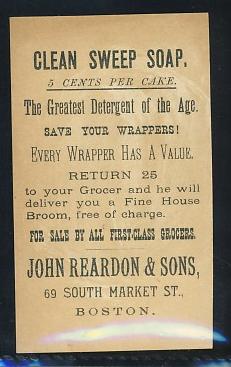 CLEAN SWEEP SOAP.
5 CENTS PER CAKE.
The Greatest Detergent of the Age.
SAVE YOUR WRAPPERS!
EVERY WRAPPER HAS A VALUE.
RETURN 25
to your Grocer and he will
deliver you a Fine House
Broom, free of charge.
FOR SALE BY ALL FIRST-CLASS GROCERS.
JOHN REARDON & SONS,
69 SOUTH MARKET ST.,
BOSTON.